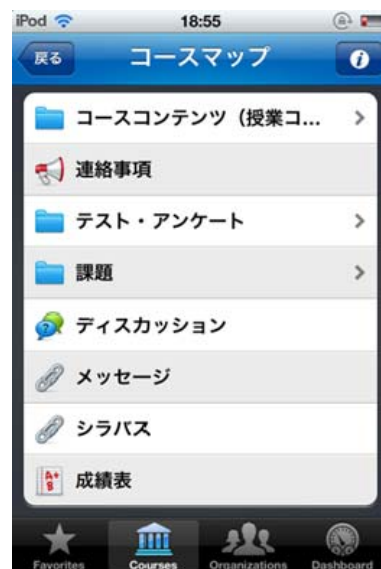 iPod 18:55
戻る コースマップ
コースコンテンツ（授業コ...
連絡事項
テスト・アンケート
課題
ディスカッション
メッセージ
シラバス
成績表
Favorites Courses Organizations Dashboard